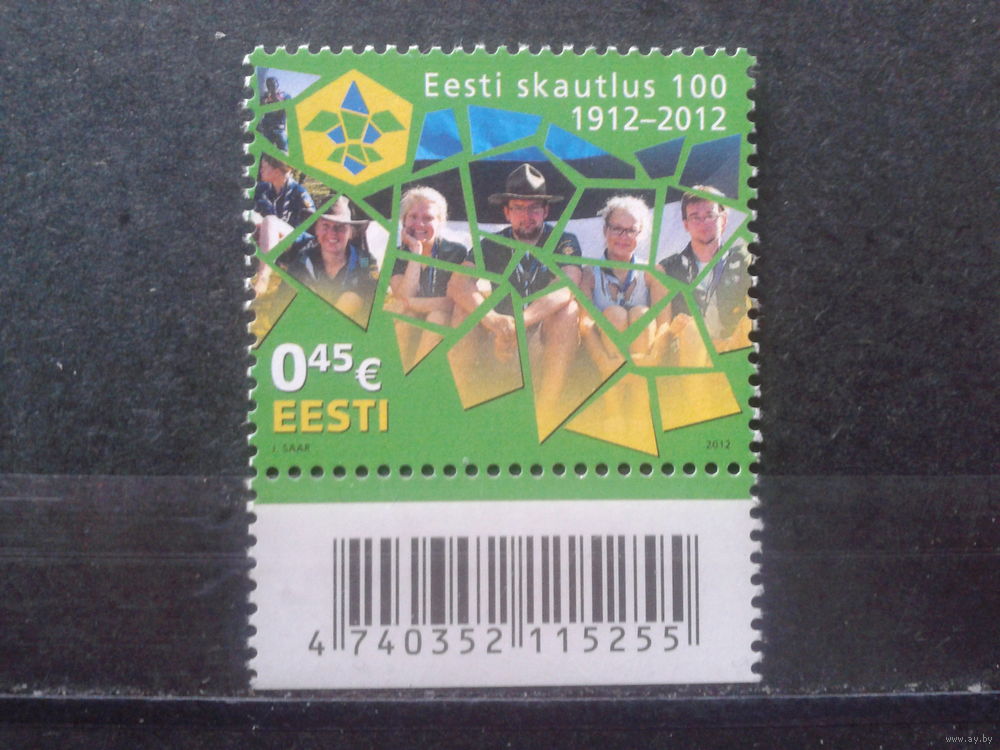 Eesti skautlus 100
1912–2012
0⁴⁵€
EESTI
J. SAAR
2012
4 740352 115255
www.ay.by